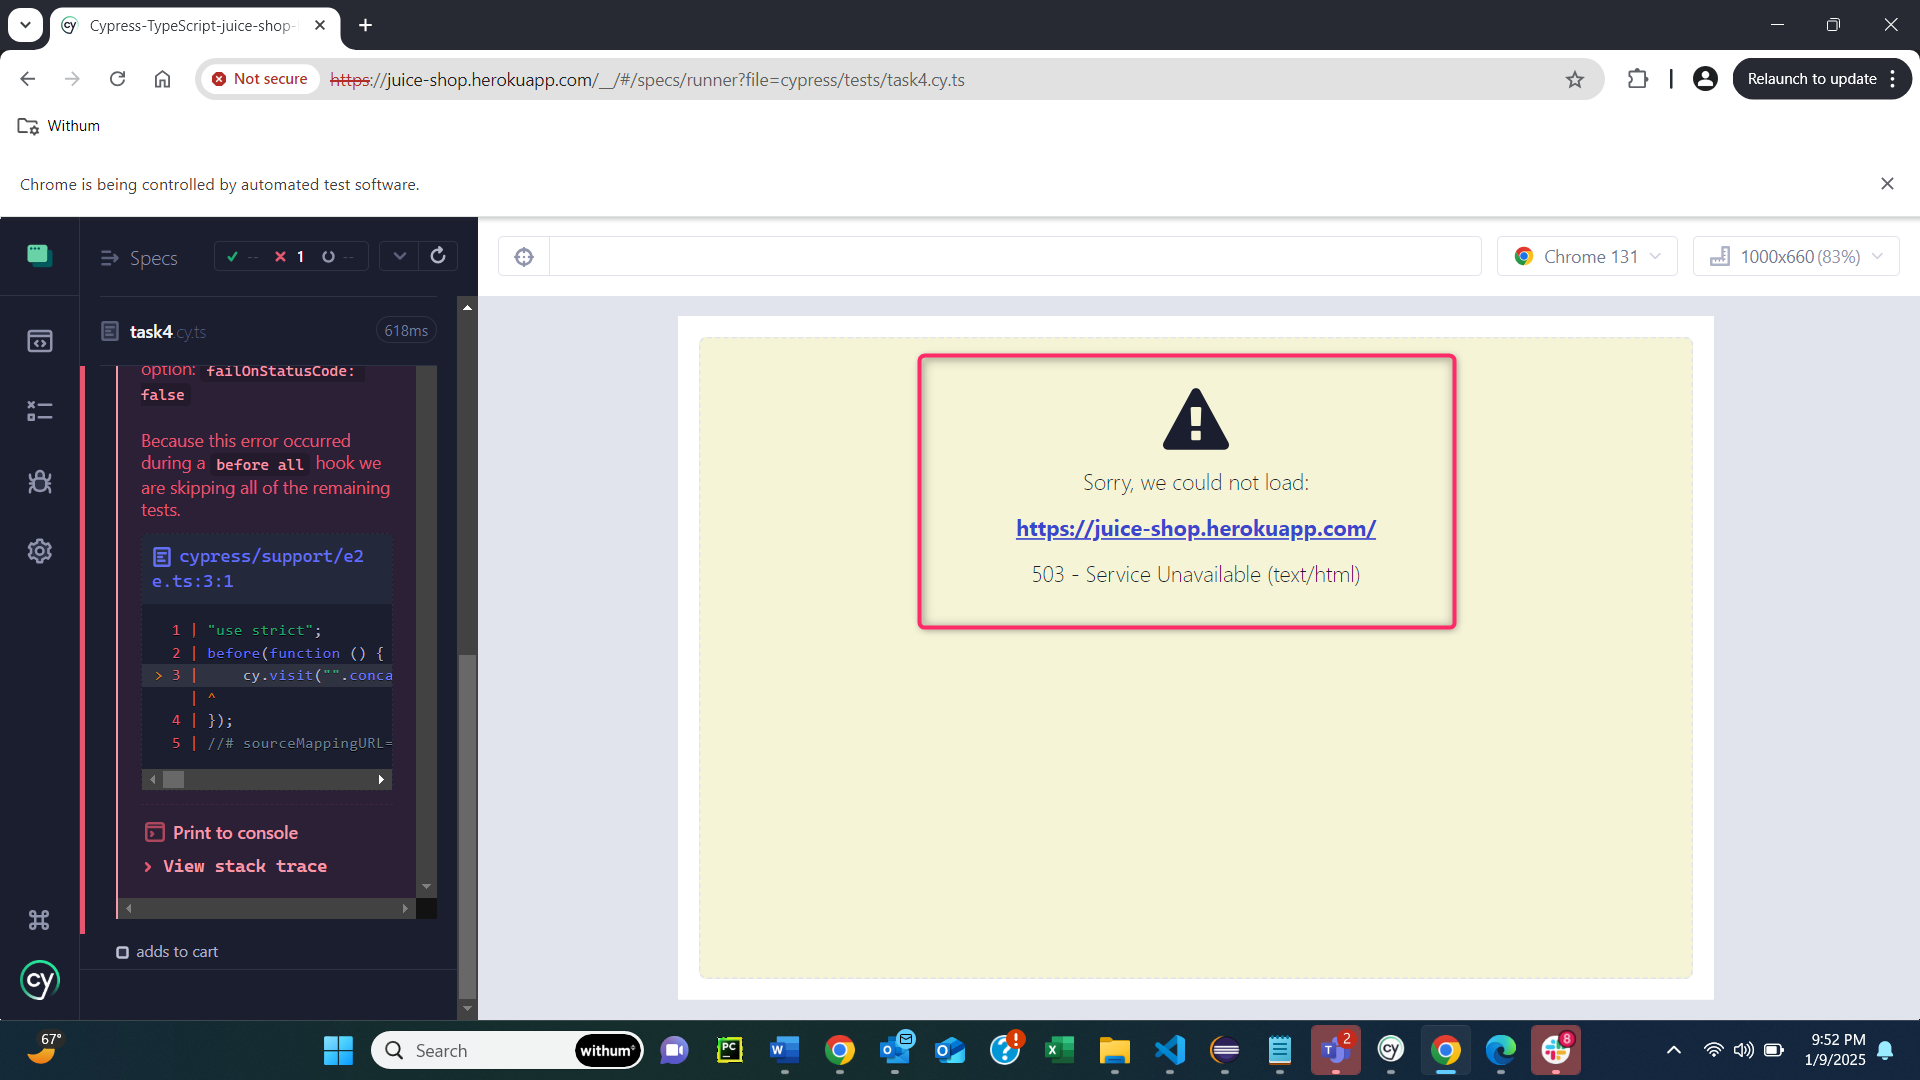 Cypress-TypeScript-juice-shop-
Not secure
https://juice-shop.herokuapp.com/__/#/specs/runner?file=cypress/tests/task4.cy.ts
Relaunch to update
Withum
Chrome is being controlled by automated test software.
Specs
--
1
--
Chrome 131
1000x660 (83%)
task4.cy.ts
618ms
option: failOnStatusCode:
false
Because this error occurred
during a before all hook we
are skipping all of the remaining
tests.
cypress/support/e2
e.ts:3:1
1 | "use strict";
2 | before(function () {
> 3 | cy.visit("".conca
| ^
4 | });
5 | //# sourceMappingURL=
Print to console
> View stack trace
adds to cart
cy
Sorry, we could not load:
https://juice-shop.herokuapp.com/
503 - Service Unavailable (text/html)
67°
Search
withum
2
8
9:52 PM
1/9/2025